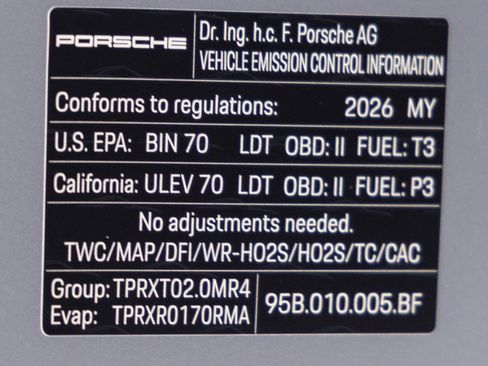 PORSCHE
Dr. Ing. h.c. F. Porsche AG
VEHICLE EMISSION CONTROL INFORMATION
Conforms to regulations: 2026 MY
U.S. EPA: BIN 70 LDT OBD: II FUEL: T3
California: ULEV 70 LDT OBD: II FUEL: P3
No adjustments needed.
TWC/MAP/DFI/WR-HO2S/HO2S/TC/CAC
Group: TPRXT02.0MR4
Evap: TPRXR0170RMA
95B.010.005.BF